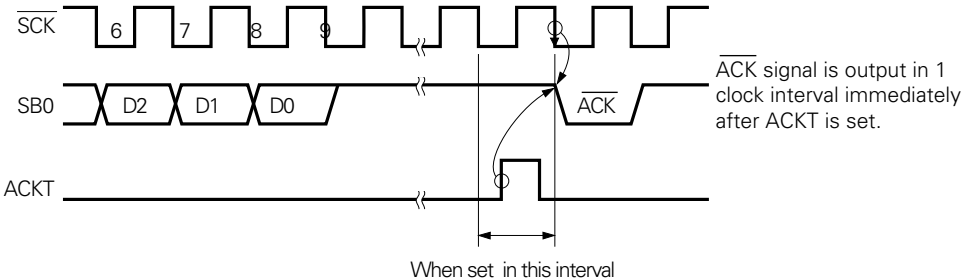 SCK
6 7 8 9
SB0
D2 D1 D0 ACK
ACK signal is output in 1
clock interval immediately
after ACKT is set.
ACKT
When set in this interval